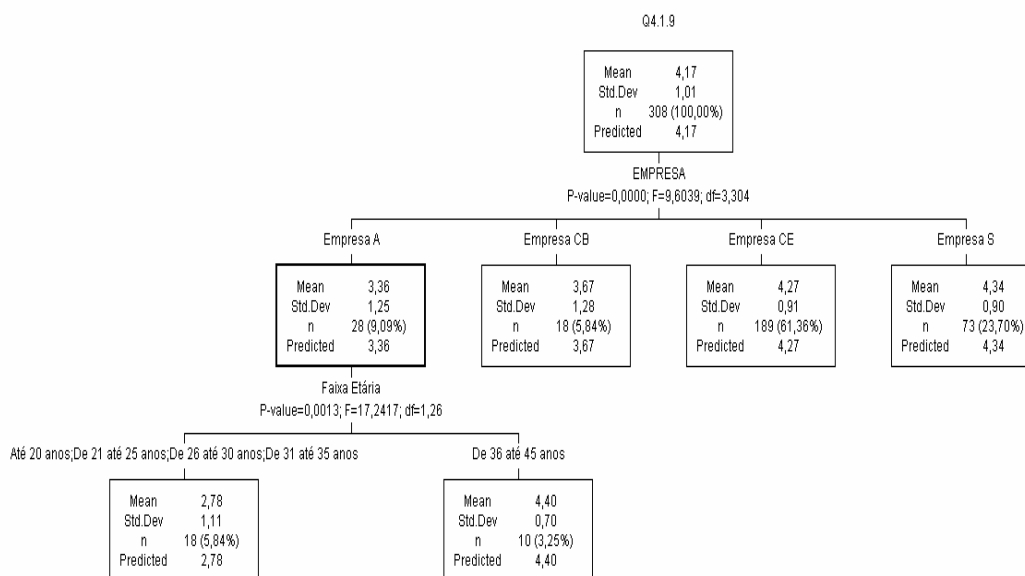 Q4.1.9
Mean 4,17
Std.Dev 1,01
n 308 (100,00%)
Predicted 4,17
EMPRESA
P-value=0,0000; F=9,6039; df=3,304
Empresa A
Mean 3,36
Std.Dev 1,25
n 28 (9,09%)
Predicted 3,36
Empresa CB
Mean 3,67
Std.Dev 1,28
n 18 (5,84%)
Predicted 3,67
Empresa CE
Mean 4,27
Std.Dev 0,91
n 189 (61,36%)
Predicted 4,27
Empresa S
Mean 4,34
Std.Dev 0,90
n 73 (23,70%)
Predicted 4,34
Faixa Etária
P-value=0,0013; F=17,2417; df=1,26
Até 20 anos;De 21 até 25 anos;De 26 até 30 anos;De 31 até 35 anos
Mean 2,78
Std.Dev 1,11
n 18 (5,84%)
Predicted 2,78
De 36 até 45 anos
Mean 4,40
Std.Dev 0,70
n 10 (3,25%)
Predicted 4,40